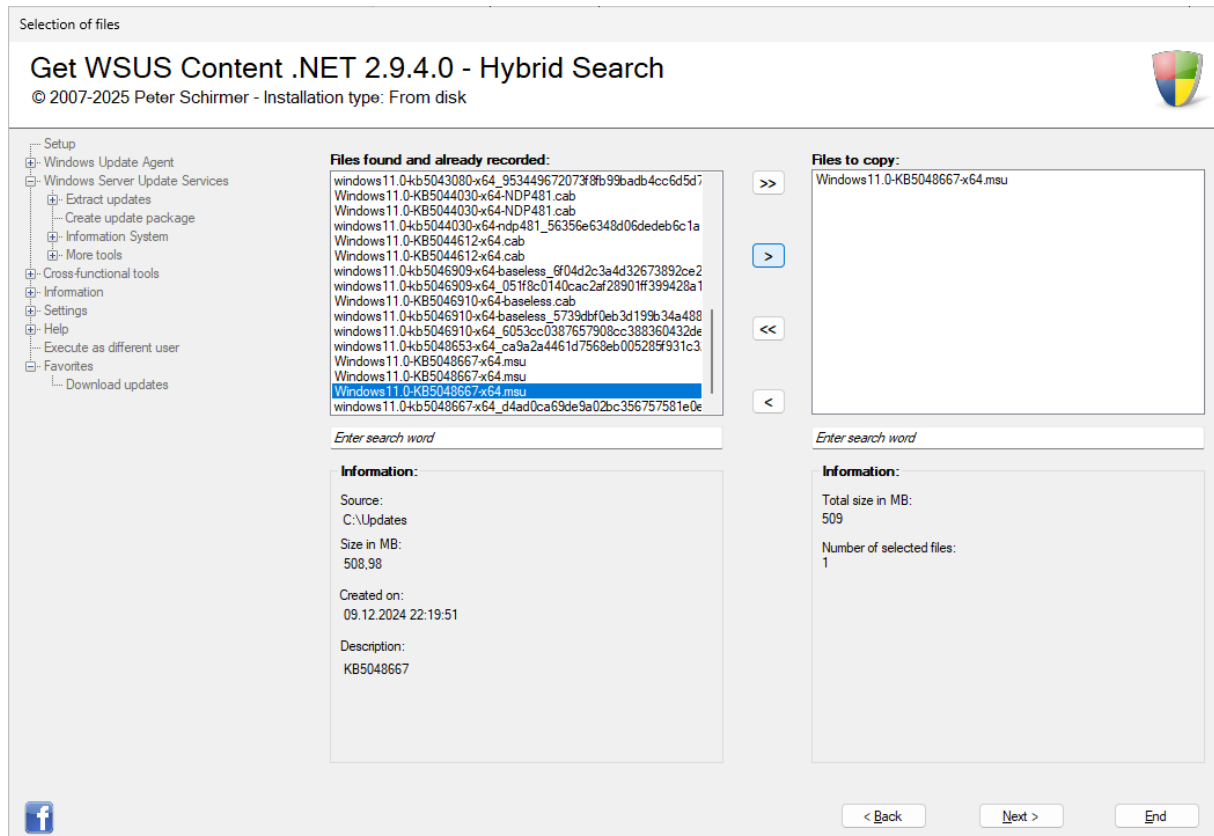 Selection of files
Get WSUS Content .NET 2.9.4.0 - Hybrid Search
© 2007-2025 Peter Schirmer - Installation type: From disk
Setup
Windows Update Agent
Windows Server Update Services
Extract updates
Create update package
Information System
More tools
Cross-functional tools
Information
Settings
Help
Execute as different user
Favorites
Download updates
Files found and already recorded:
windows11.0-kb5043080-x64_953449672073f8fb99badb4cc6d5d7
Windows11.0-KB5044030-x64-NDP481.cab
Windows11.0-KB5044030-x64-NDP481.cab
windows11.0-kb5044030-x64-ndp481_56356e6348d06dedeb6c1a
Windows11.0-KB5044612-x64.cab
Windows11.0-KB5044612-x64.cab
windows11.0-kb5046909-x64-baseless_6f04d2c3a4d32673892ce2
windows11.0-kb5046909-x64_051f8c0140cac2af28901ff399428a1
Windows11.0-KB5046910-x64-baseless.cab
windows11.0-kb5046910-x64-baseless_5739dbf0eb3d199b34a488
windows11.0-kb5046910-x64_6053cc0387657908cc388360432de
windows11.0-kb5048653-x64_ca9a2a4461d7568eb005285f931c3
Windows11.0-KB5048667-x64.msu
Windows11.0-KB5048667-x64.msu
Windows11.0-KB5048667-x64.msu
windows11.0-kb5048667-x64_d4ad0ca69de9a02bc356757581e0e
Enter search word
Information:
Source:
C:\Updates
Size in MB:
508,98
Created on:
09.12.2024 22:19:51
Description:
KB5048667
>>
>
<<
<
Files to copy:
Windows11.0-KB5048667-x64.msu
Enter search word
Information:
Total size in MB:
509
Number of selected files:
1
< Back
Next >
End